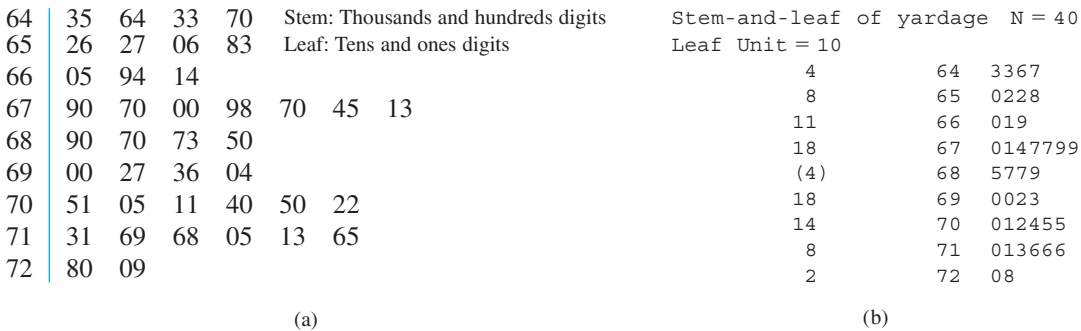 64 35 64 33 70 Stem: Thousands and hundreds digits
65 26 27 06 83 Leaf: Tens and ones digits
66 05 94 14
67 90 70 00 98 70 45 13
68 90 70 73 50
69 00 27 36 04
70 51 05 11 40 50 22
71 31 69 68 05 13 65
72 80 09
(a)
Stem-and-leaf of yardage N = 40
Leaf Unit = 10
4 64 3367
8 65 0228
11 66 019
18 67 0147799
(4) 68 5779
18 69 0023
14 70 012455
8 71 013666
2 72 08
(b)